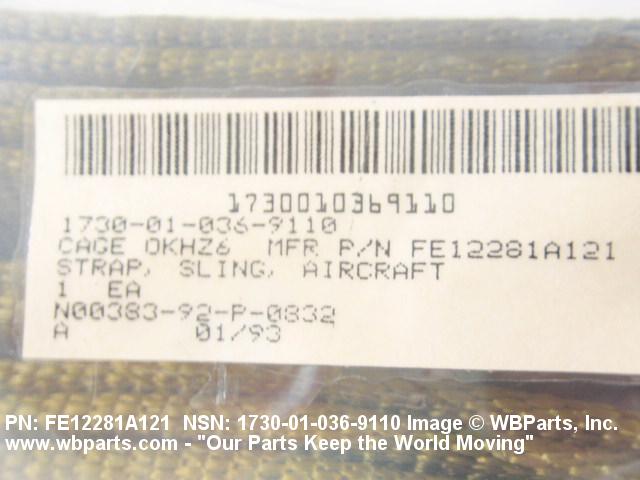 1730010369110
1730-01-036-9110
CAGE 0KHZ6 MFR P/N FE12281A121
STRAP, SLING, AIRCRAFT
1 EA
N00383-92-P-0832
A 01/93
PN: FE12281A121 NSN: 1730-01-036-9110 Image © WBParts, Inc.
www.wbparts.com - "Our Parts Keep the World Moving"